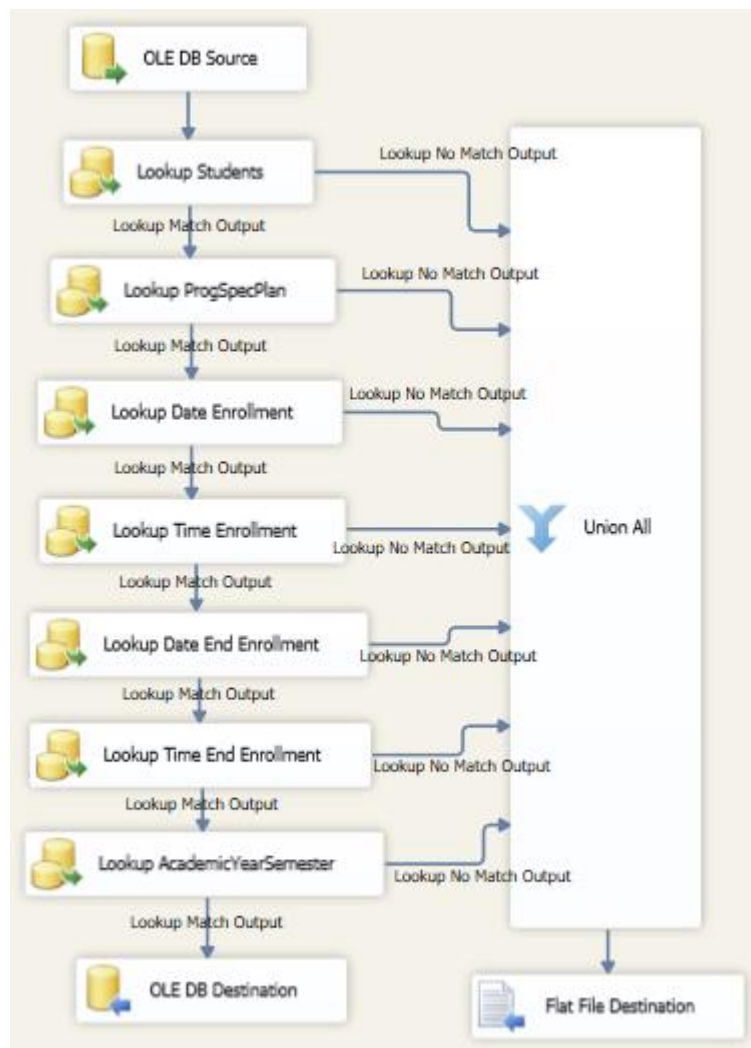 OLE DB Source
Lookup No Match Output
Lookup Students
Lookup Match Output
Lookup No Match Output
Lookup ProgSpecPlan
Lookup Match Output
Lookup No Match Output
Lookup Date Enrollment
Lookup Match Output
Lookup Time Enrollment
Lookup No Match Output
Union All
Lookup Match Output
Lookup Date End Enrollment
Lookup No Match Output
Lookup Match Output
Lookup Time End Enrollment
Lookup No Match Output
Lookup Match Output
Lookup AcademicYearSemester
Lookup No Match Output
Lookup Match Output
OLE DB Destination
Flat File Destination